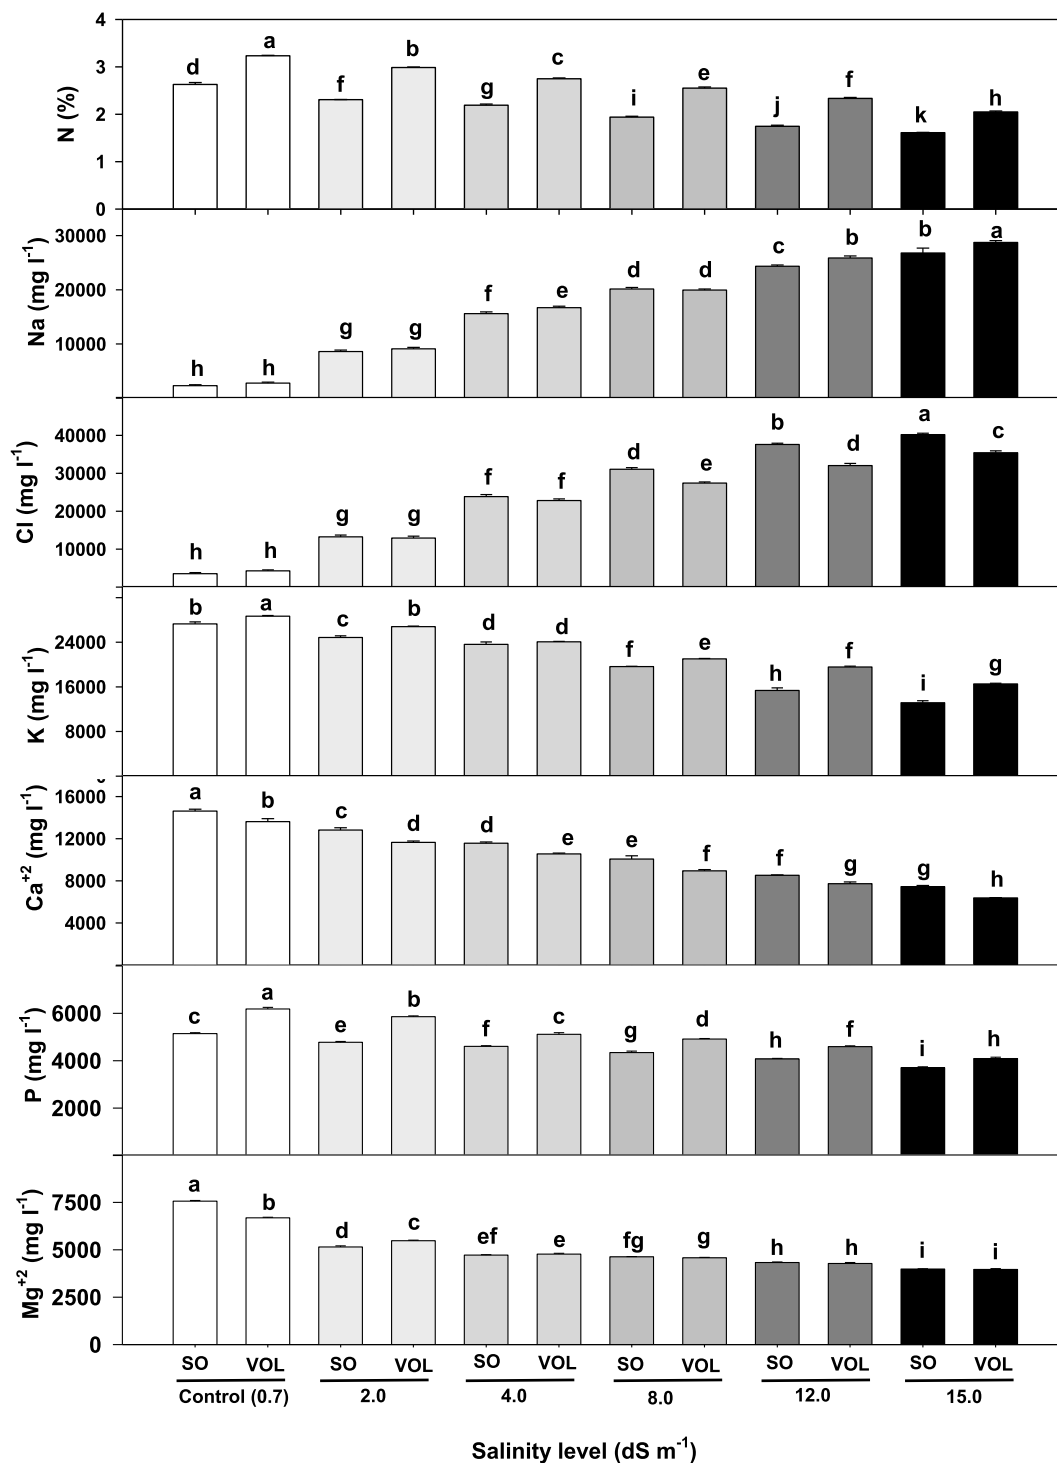 N (%)
4
3
2
1
0
d a f b g c i e j f k h
Na (mg l-1)
30000
20000
10000
h h g g f e d d c b b a
Cl (mg l-1)
40000
30000
20000
10000
h h g g f f d e b d a c
K (mg l-1)
24000
16000
8000
b a c b d d f e h f i g
Ca+2 (mg l-1)
16000
12000
8000
4000
a b c d d e e f f g g h
P (mg l-1)
6000
4000
2000
c a e b f c g d h f i h
Mg+2 (mg l-1)
7500
5000
2500
0
a b d c ef e fg g h h i i
SO VOL SO VOL SO VOL SO VOL SO VOL SO VOL
Control (0.7) 2.0 4.0 8.0 12.0 15.0
Salinity level (dS m-1)